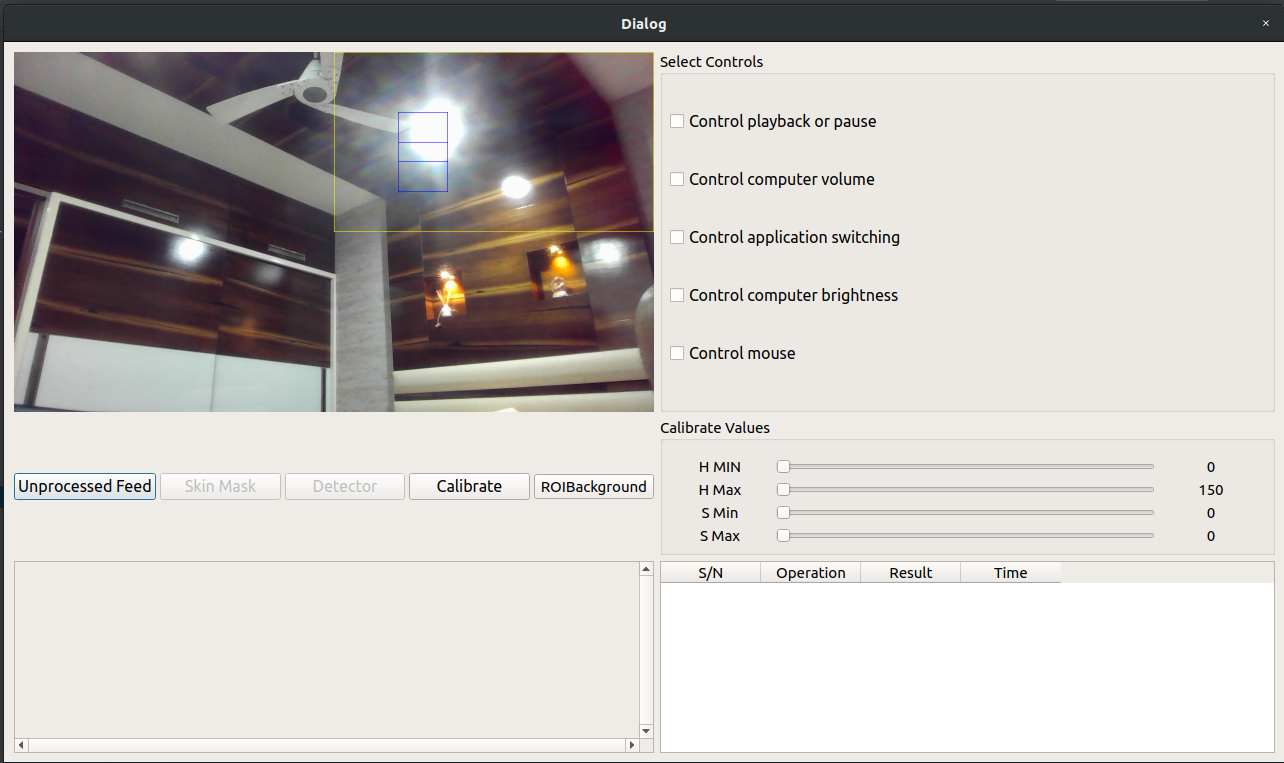 Dialog
Select Controls
Control playback or pause
Control computer volume
Control application switching
Control computer brightness
Control mouse
Calibrate Values
H MIN 0
H Max 150
S Min 0
S Max 0
Unprocessed Feed Skin Mask Detector Calibrate ROIBackground
S/N Operation Result Time